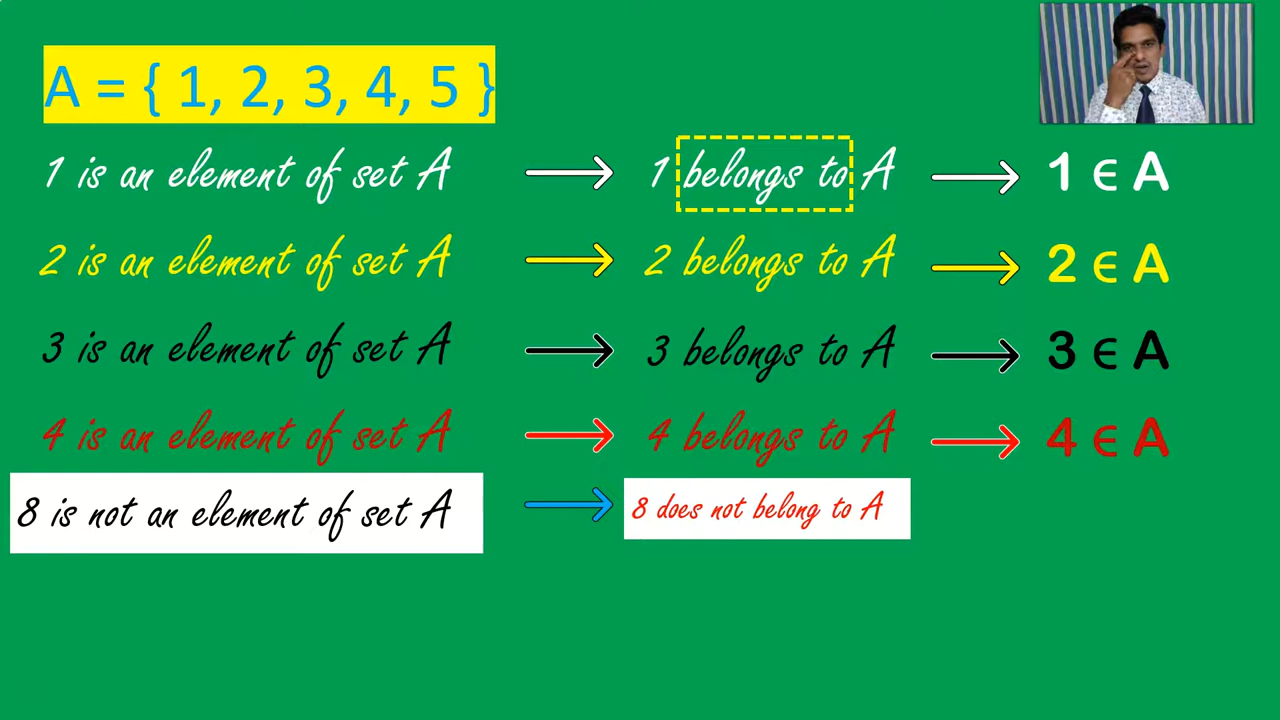 A = { 1, 2, 3, 4, 5 }
1 is an element of set A → 1 belongs to A → 1 ∈ A
2 is an element of set A → 2 belongs to A → 2 ∈ A
3 is an element of set A → 3 belongs to A → 3 ∈ A
4 is an element of set A → 4 belongs to A → 4 ∈ A
8 is not an element of set A → 8 does not belong to A